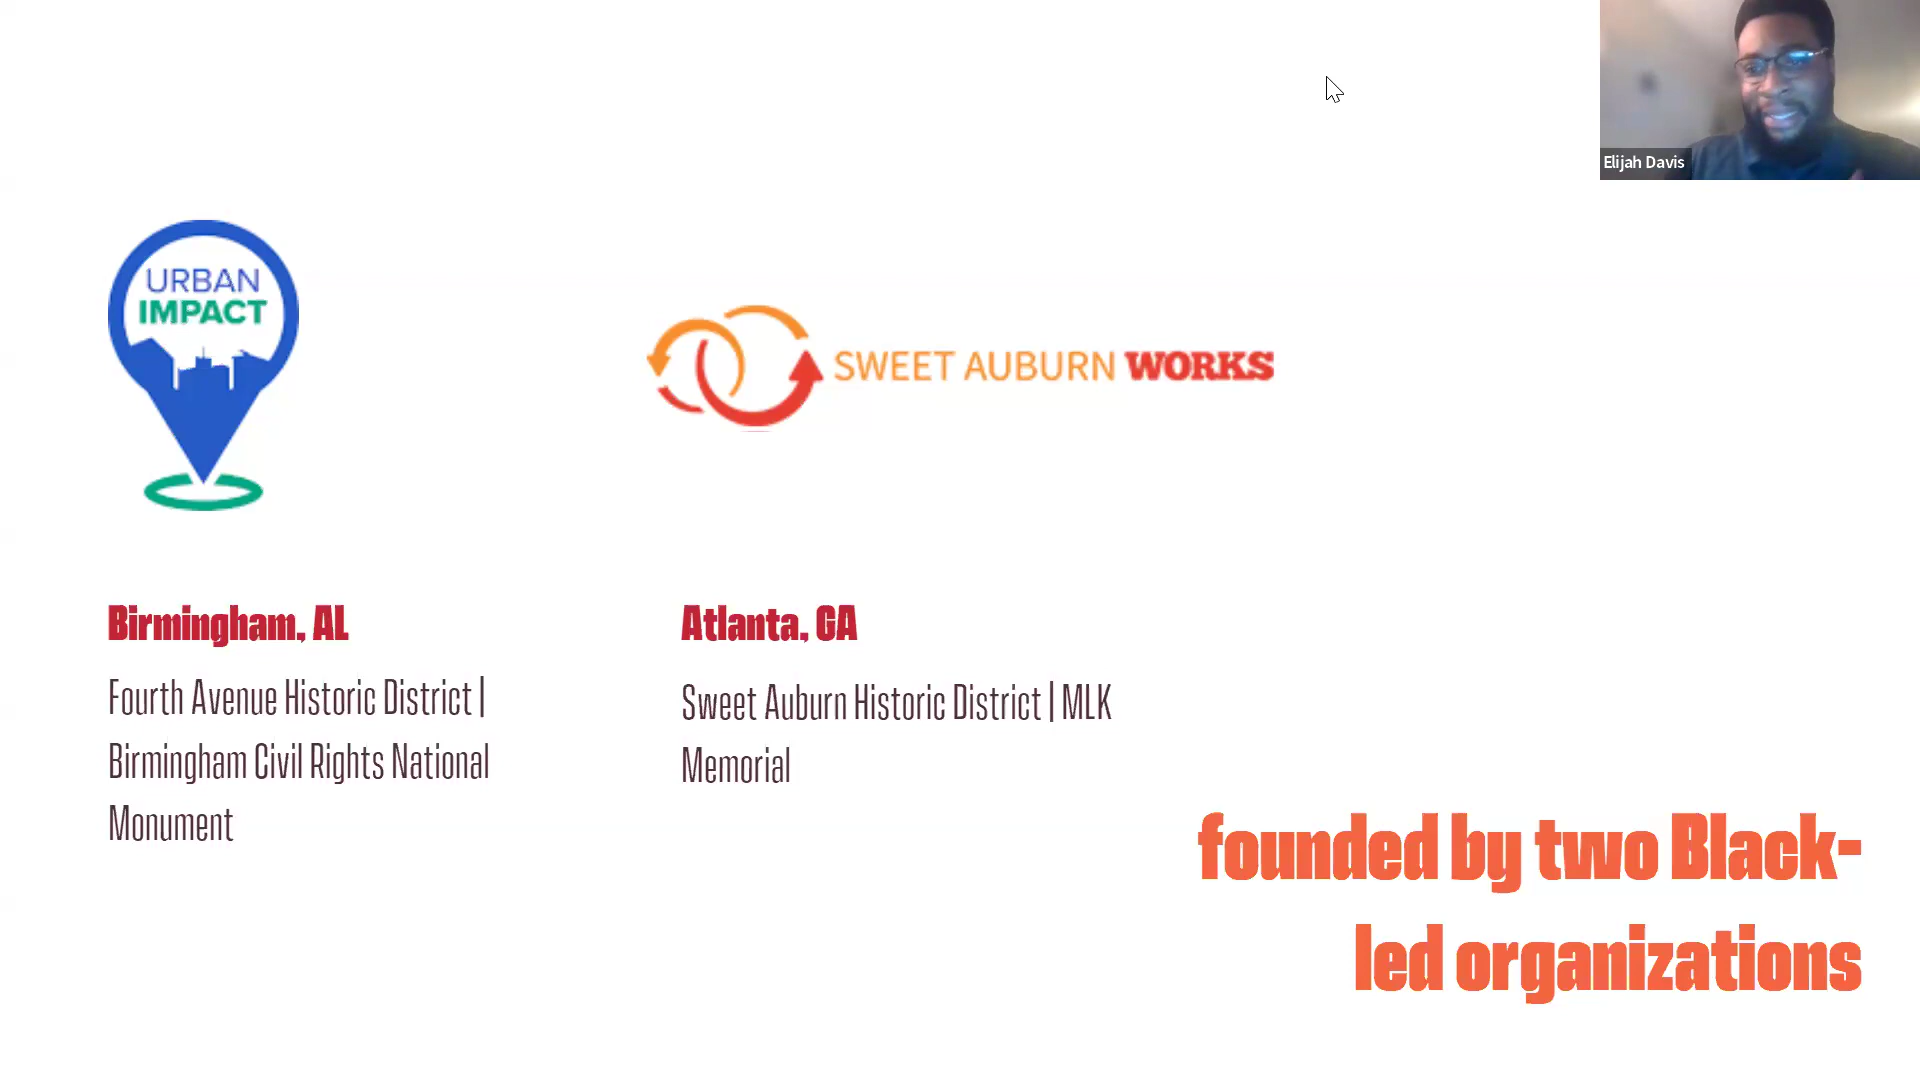 Elijah Davis
URBAN
IMPACT
SWEET AUBURN WORKS
Birmingham, AL
Fourth Avenue Historic District |
Birmingham Civil Rights National
Monument
Atlanta, GA
Sweet Auburn Historic District | MLK
Memorial
founded by two Black-
led organizations